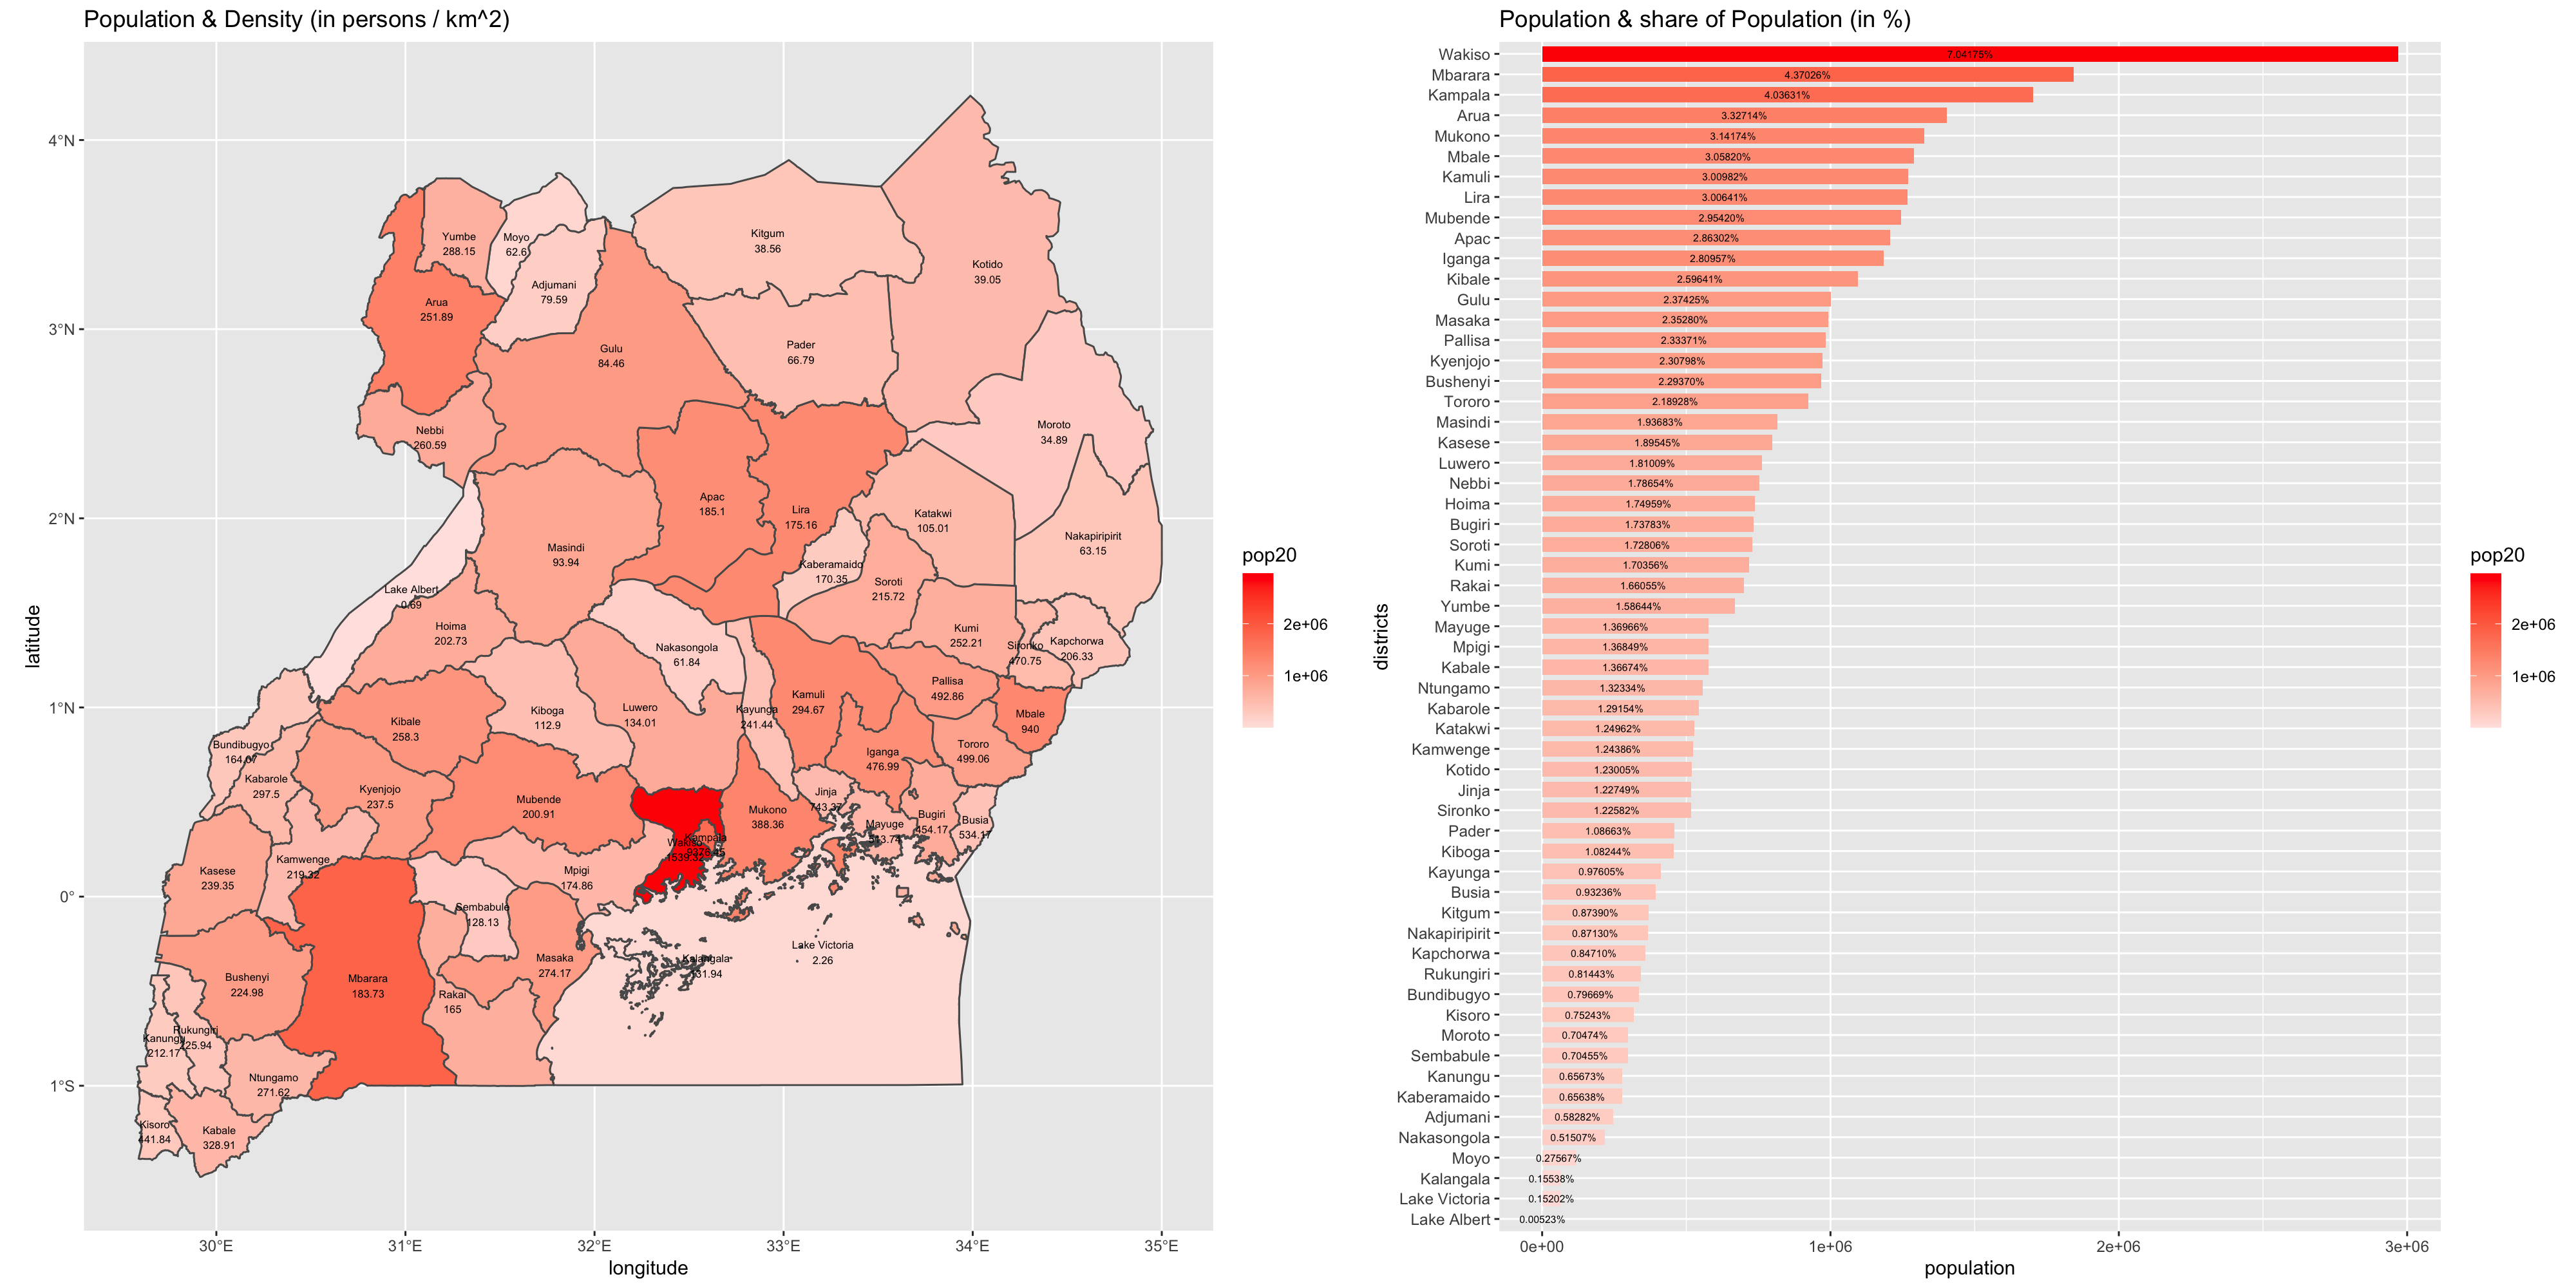 Population & Density (in persons / km^2)
4°N
3°N
2°N
1°N
0°
1°S
latitude
30°E
31°E
32°E
33°E
34°E
35°E
longitude
Yumbe
288.15
Moyo
62.6
Adjumani
79.59
Arua
251.89
Kitgum
38.56
Kotido
39.05
Gulu
84.46
Pader
66.79
Nebbi
260.59
Moroto
34.89
Apac
185.1
Lira
175.16
Katakwi
105.01
Nakapiripirit
63.15
Masindi
93.94
Kaberamaido
170.35
Soroti
215.72
Lake Albert
0.69
Hoima
202.73
Nakasongola
61.84
Kumi
252.21
Sironko
470.75
Kapchorwa
206.33
Pallisa
492.86
Kamuli
294.67
Kayunga
241.44
Luwero
134.01
Kiboga
112.9
Kibale
258.3
Mbale
940
Tororo
499.06
Iganga
476.99
Bundibugyo
164.07
Kabarole
297.5
Kyenjojo
237.5
Mubende
200.91
Mukono
388.36
Jinja
743.37
Mayuge
513.74
Bugiri
454.17
Busia
534.17
Kampala
Wakiso
1539.32
Kasese
239.35
Kamwenge
219.32
Mpigi
174.86
Sembabule
128.13
Masaka
274.17
Lake Victoria
2.26
Kalangala
131.94
Bushenyi
224.98
Mbarara
183.73
Rakai
165
Rukungiri
225.94
Kanungu
212.17
Ntungamo
271.62
Kisoro
441.84
Kabale
328.91
pop20
2e+06
1e+06
Population & share of Population (in %)
districts
Wakiso 7.04175%
Mbarara 4.37026%
Kampala 4.03631%
Arua 3.32714%
Mukono 3.14174%
Mbale 3.05820%
Kamuli 3.00982%
Lira 3.00641%
Mubende 2.95420%
Apac 2.86302%
Iganga 2.80957%
Kibale 2.59641%
Gulu 2.37425%
Masaka 2.35280%
Pallisa 2.33371%
Kyenjojo 2.30798%
Bushenyi 2.29370%
Tororo 2.18928%
Masindi 1.93683%
Kasese 1.89545%
Luwero 1.81009%
Nebbi 1.78654%
Hoima 1.74959%
Bugiri 1.73783%
Soroti 1.72806%
Kumi 1.70356%
Rakai 1.66055%
Yumbe 1.58644%
Mayuge 1.36966%
Mpigi 1.36849%
Kabale 1.36674%
Ntungamo 1.32334%
Kabarole 1.29154%
Katakwi 1.24962%
Kamwenge 1.24386%
Kotido 1.23005%
Jinja 1.22749%
Sironko 1.22582%
Pader 1.08663%
Kiboga 1.08244%
Kayunga 0.97605%
Busia 0.93236%
Kitgum 0.87390%
Nakapiripirit 0.87130%
Kapchorwa 0.84710%
Rukungiri 0.81443%
Bundibugyo 0.79669%
Kisoro 0.75243%
Moroto 0.70474%
Sembabule 0.70455%
Kanungu 0.65673%
Kaberamaido 0.65638%
Adjumani 0.58282%
Nakasongola 0.51507%
Moyo 0.27567%
Kalangala 0.15538%
Lake Victoria 0.15202%
Lake Albert 0.00523%
0e+00
1e+06
2e+06
3e+06
population
pop20
2e+06
1e+06